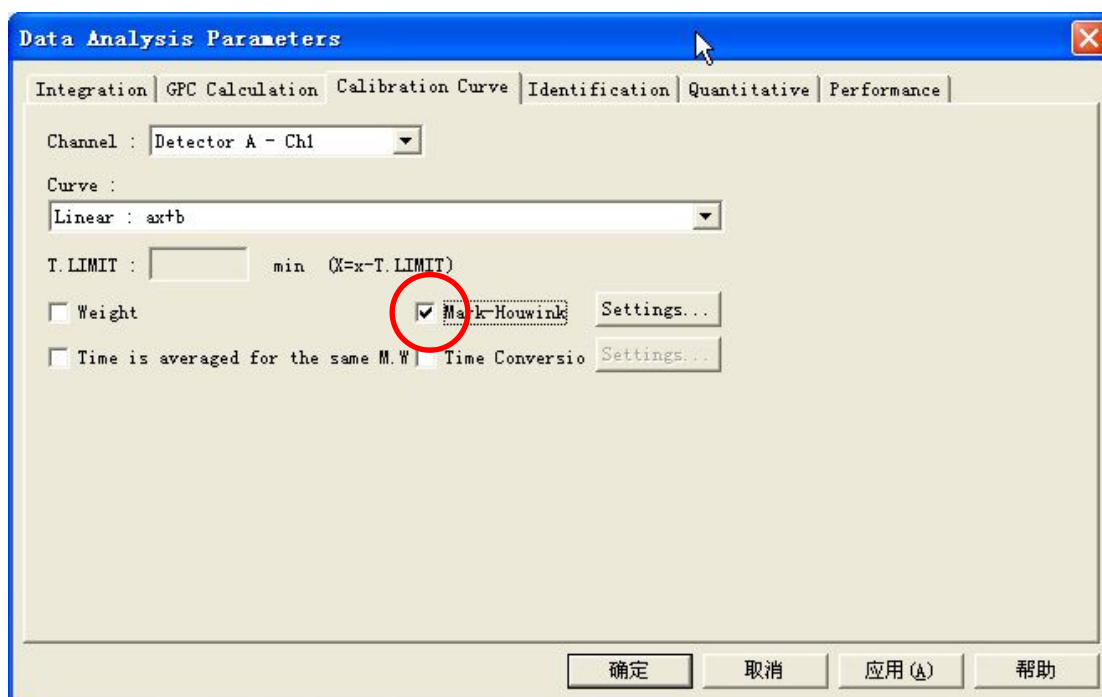 Data Analysis Parameters
Integration GPC Calculation Calibration Curve Identification Quantitative Performance
Channel : Detector A - Ch1
Curve :
Linear : ax+b
T.LIMIT : min (X=x-T.LIMIT)
Weight Mark-Houwink Settings...
Time is averaged for the same M.W Time Conversio Settings...
确定 取消 应用(A) 帮助